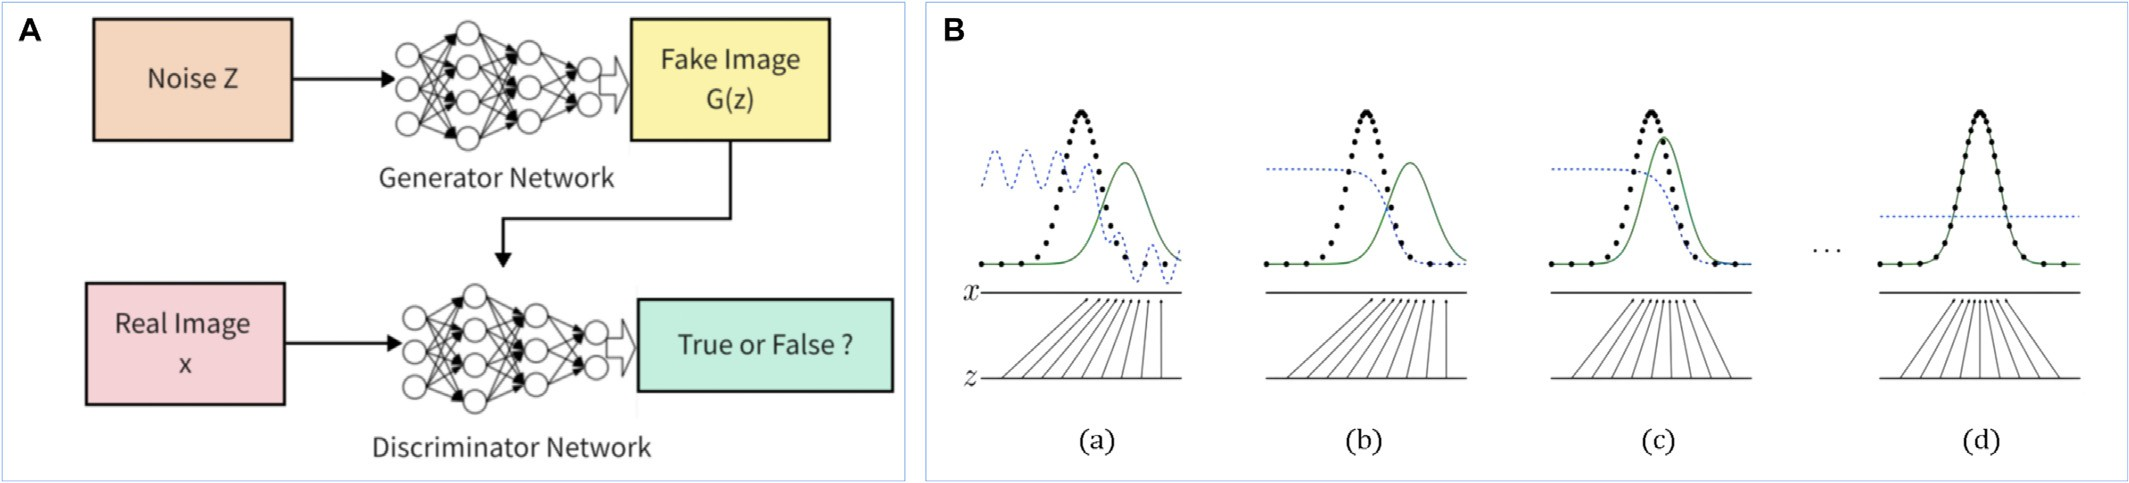 A
Noise Z
Fake Image
G(z)
Generator Network
Real Image
x
True or False ?
Discriminator Network
B
x
z
...
(a)
(b)
(c)
(d)